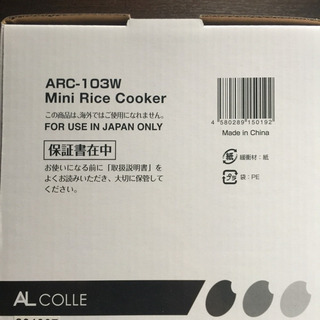 ARC-103W
Mini Rice Cooker
この商品は、海外ではご使用になれません。
FOR USE IN JAPAN ONLY
保証書在中
お使いになる前に「取扱説明書」を
よくお読みいただき、大切に保管して
ください。
4 580289 150192
Made in China
紙 緩衝材：紙
プラ 袋：PE
AL COLLE